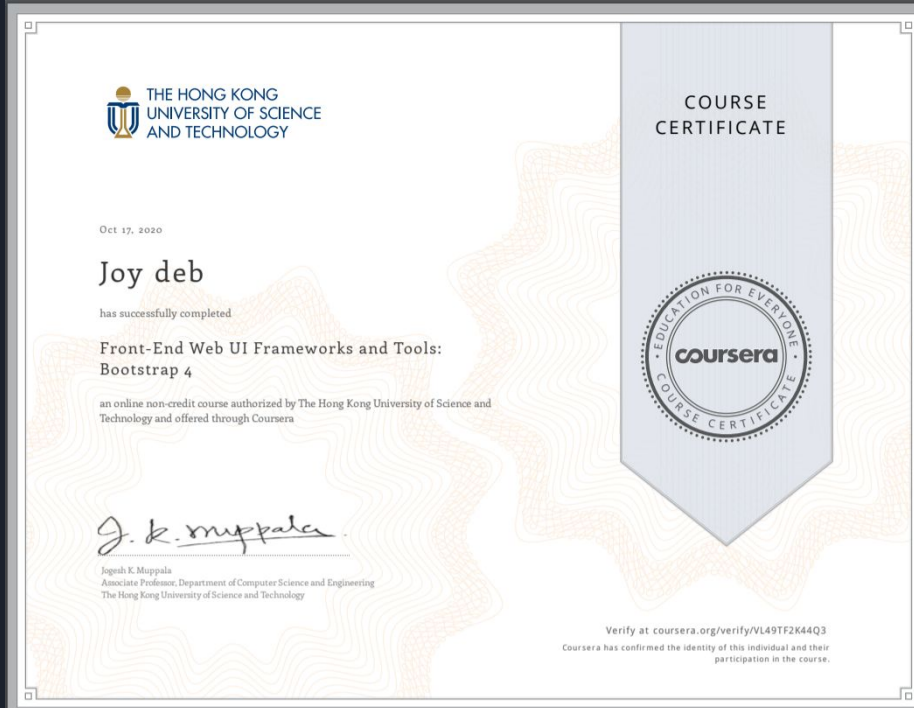 THE HONG KONG
UNIVERSITY OF SCIENCE
AND TECHNOLOGY
COURSE
CERTIFICATE
Oct 17, 2020
Joy deb
has successfully completed
Front-End Web UI Frameworks and Tools:
Bootstrap 4
an online non-credit course authorized by The Hong Kong University of Science and
Technology and offered through Coursera
EDUCATION FOR EVERYONE
coursera
COURSE CERTIFICATE
J. K. Muppala
Jogesh K. Muppala
Associate Professor, Department of Computer Science and Engineering
The Hong Kong University of Science and Technology
Verify at coursera.org/verify/VL49TF2K44Q3
Coursera has confirmed the identity of this individual and their
participation in the course.